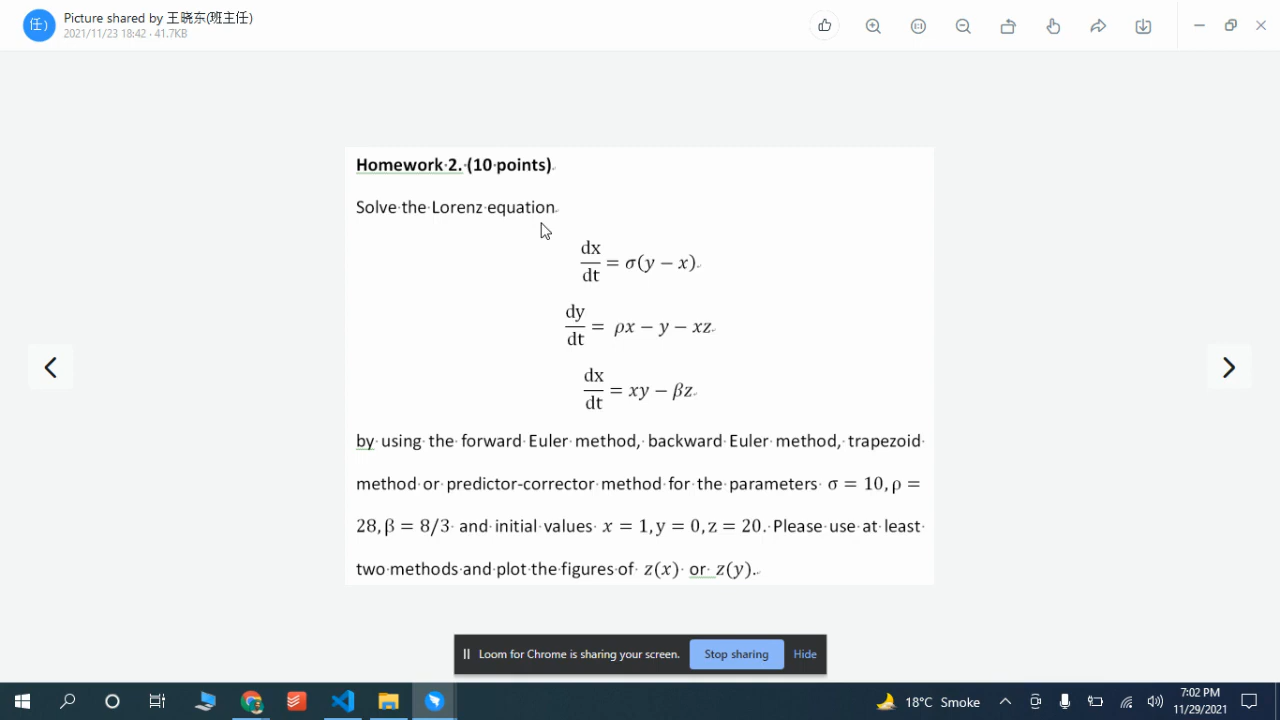 任)
Picture shared by 王晓东(班主任)
2021/11/23 18:42 · 41.7KB
Homework 2. (10 points)
Solve the Lorenz equation
dx/dt = σ(y − x)
dy/dt = ρx − y − xz
dx/dt = xy − βz
by using the forward Euler method, backward Euler method, trapezoid
method or predictor-corrector method for the parameters σ = 10, ρ =
28, β = 8/3 and initial values x = 1, y = 0, z = 20. Please use at least
two methods and plot the figures of z(x) or z(y).
Loom for Chrome is sharing your screen. Stop sharing Hide
18°C Smoke
7:02 PM
11/29/2021